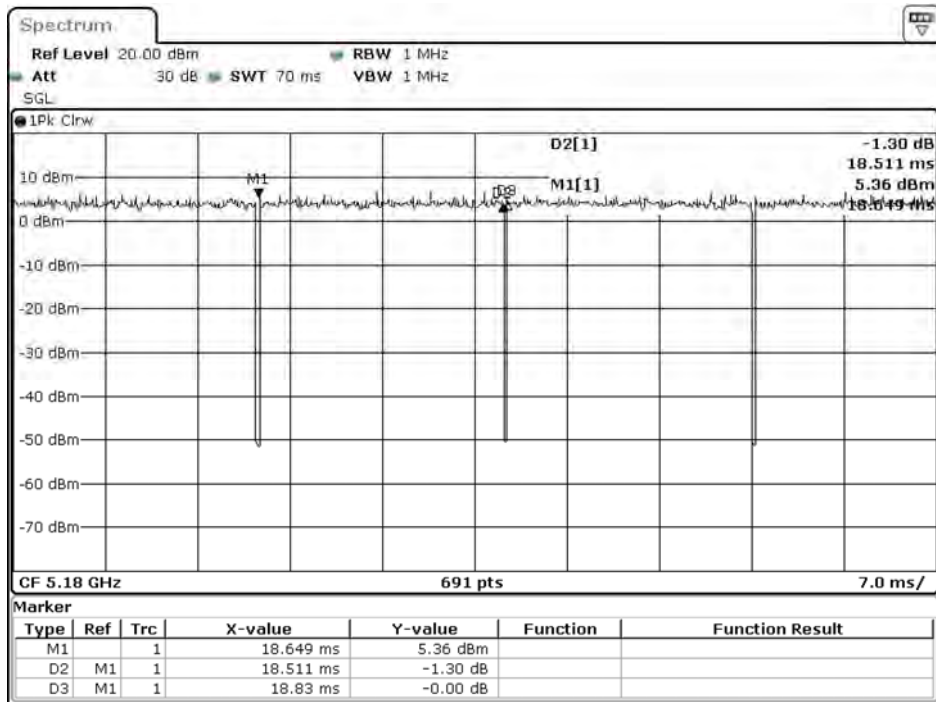 Spectrum
Ref Level 20.00 dBm RBW 1 MHz
Att 30 dB SWT 70 ms VBW 1 MHz
SGL
1Pk Clrw
D2[1] -1.30 dB
18.511 ms
10 dBm M1 M1[1] 5.36 dBm
18.649 ms
0 dBm
-10 dBm
-20 dBm
-30 dBm
-40 dBm
-50 dBm
-60 dBm
-70 dBm
CF 5.18 GHz 691 pts 7.0 ms/
Marker
Type Ref Trc X-value Y-value Function Function Result
M1 1 18.649 ms 5.36 dBm
D2 M1 1 18.511 ms -1.30 dB
D3 M1 1 18.83 ms -0.00 dB